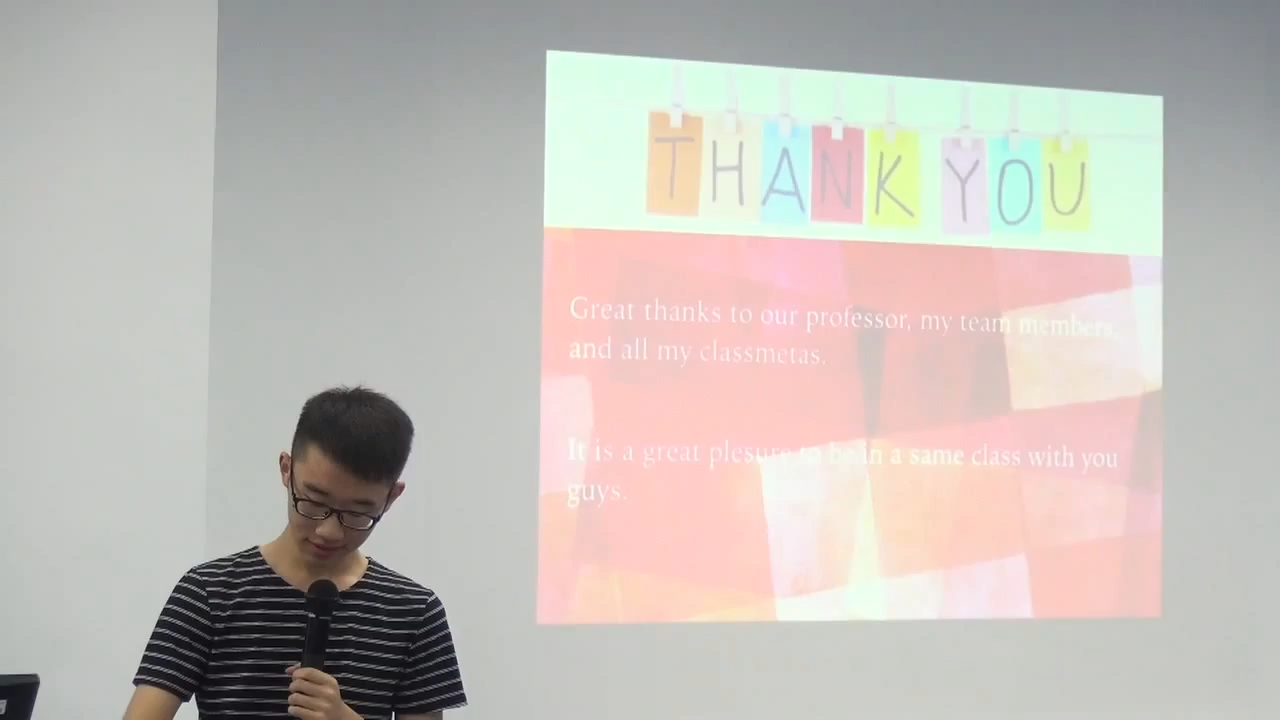 THANK YOU
Great thanks to our professor, my team members,
and all my classmetas.
It is a great plesure to be in a same class with you
guys.